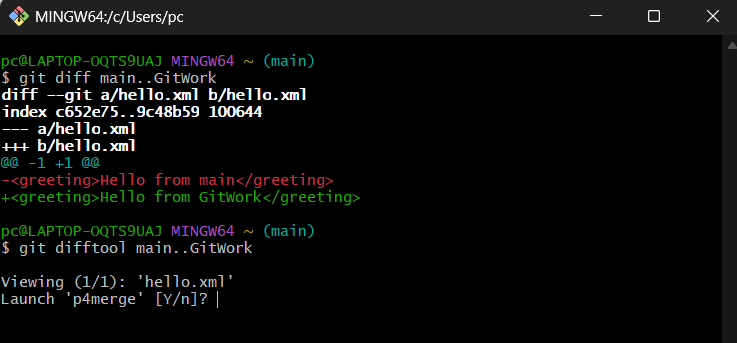 MINGW64:/c/Users/pc
pc@LAPTOP-OQTS9UAJ MINGW64 ~ (main)
$ git diff main..GitWork
diff --git a/hello.xml b/hello.xml
index c652e75..9c48b59 100644
--- a/hello.xml
+++ b/hello.xml
@@ -1 +1 @@
-<greeting>Hello from main</greeting>
+<greeting>Hello from GitWork</greeting>
pc@LAPTOP-OQTS9UAJ MINGW64 ~ (main)
$ git difftool main..GitWork
Viewing (1/1): 'hello.xml'
Launch 'p4merge' [Y/n]?